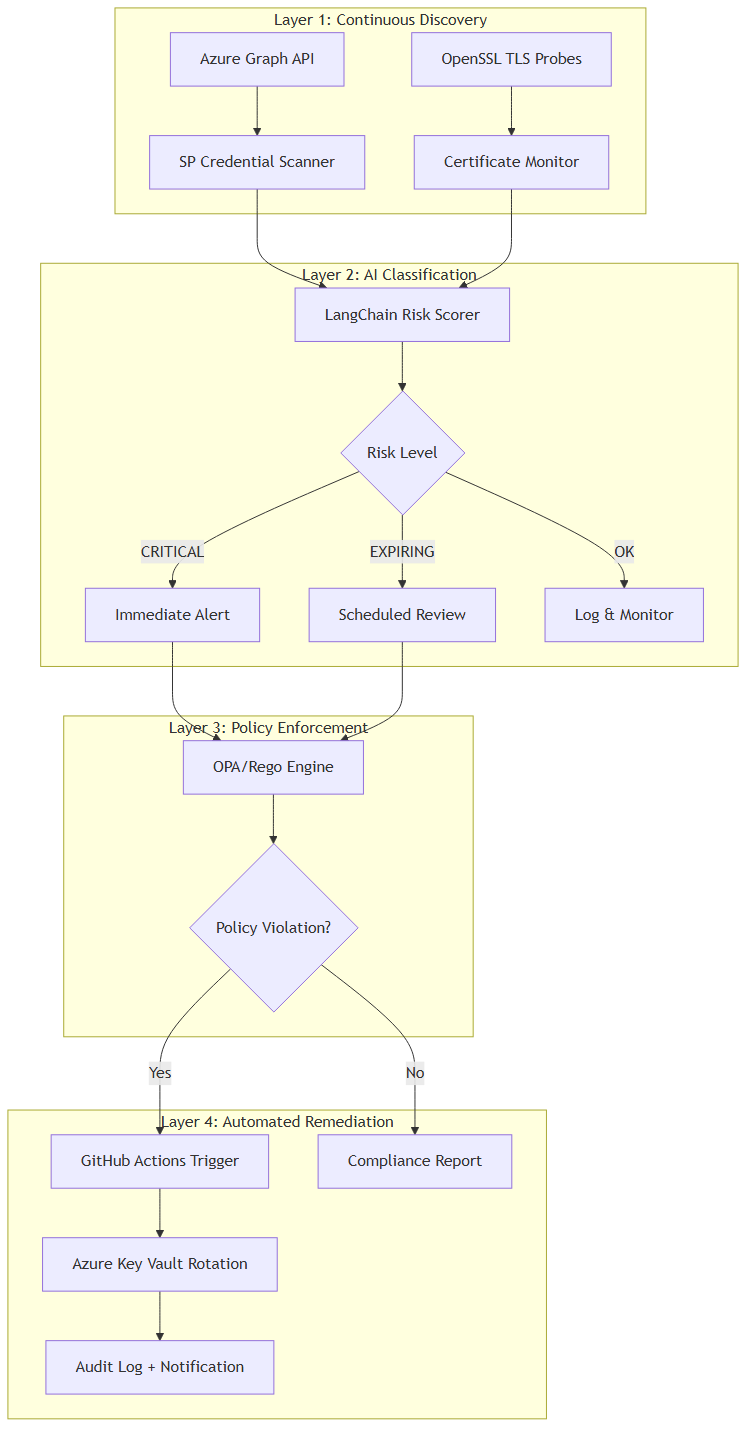 Layer 1: Continuous Discovery
Azure Graph API
OpenSSL TLS Probes
SP Credential Scanner
Certificate Monitor
Layer 2: AI Classification
LangChain Risk Scorer
Risk Level
CRITICAL
EXPIRING
OK
Immediate Alert
Scheduled Review
Log & Monitor
Layer 3: Policy Enforcement
OPA/Rego Engine
Policy Violation?
Yes
No
Layer 4: Automated Remediation
GitHub Actions Trigger
Compliance Report
Azure Key Vault Rotation
Audit Log + Notification